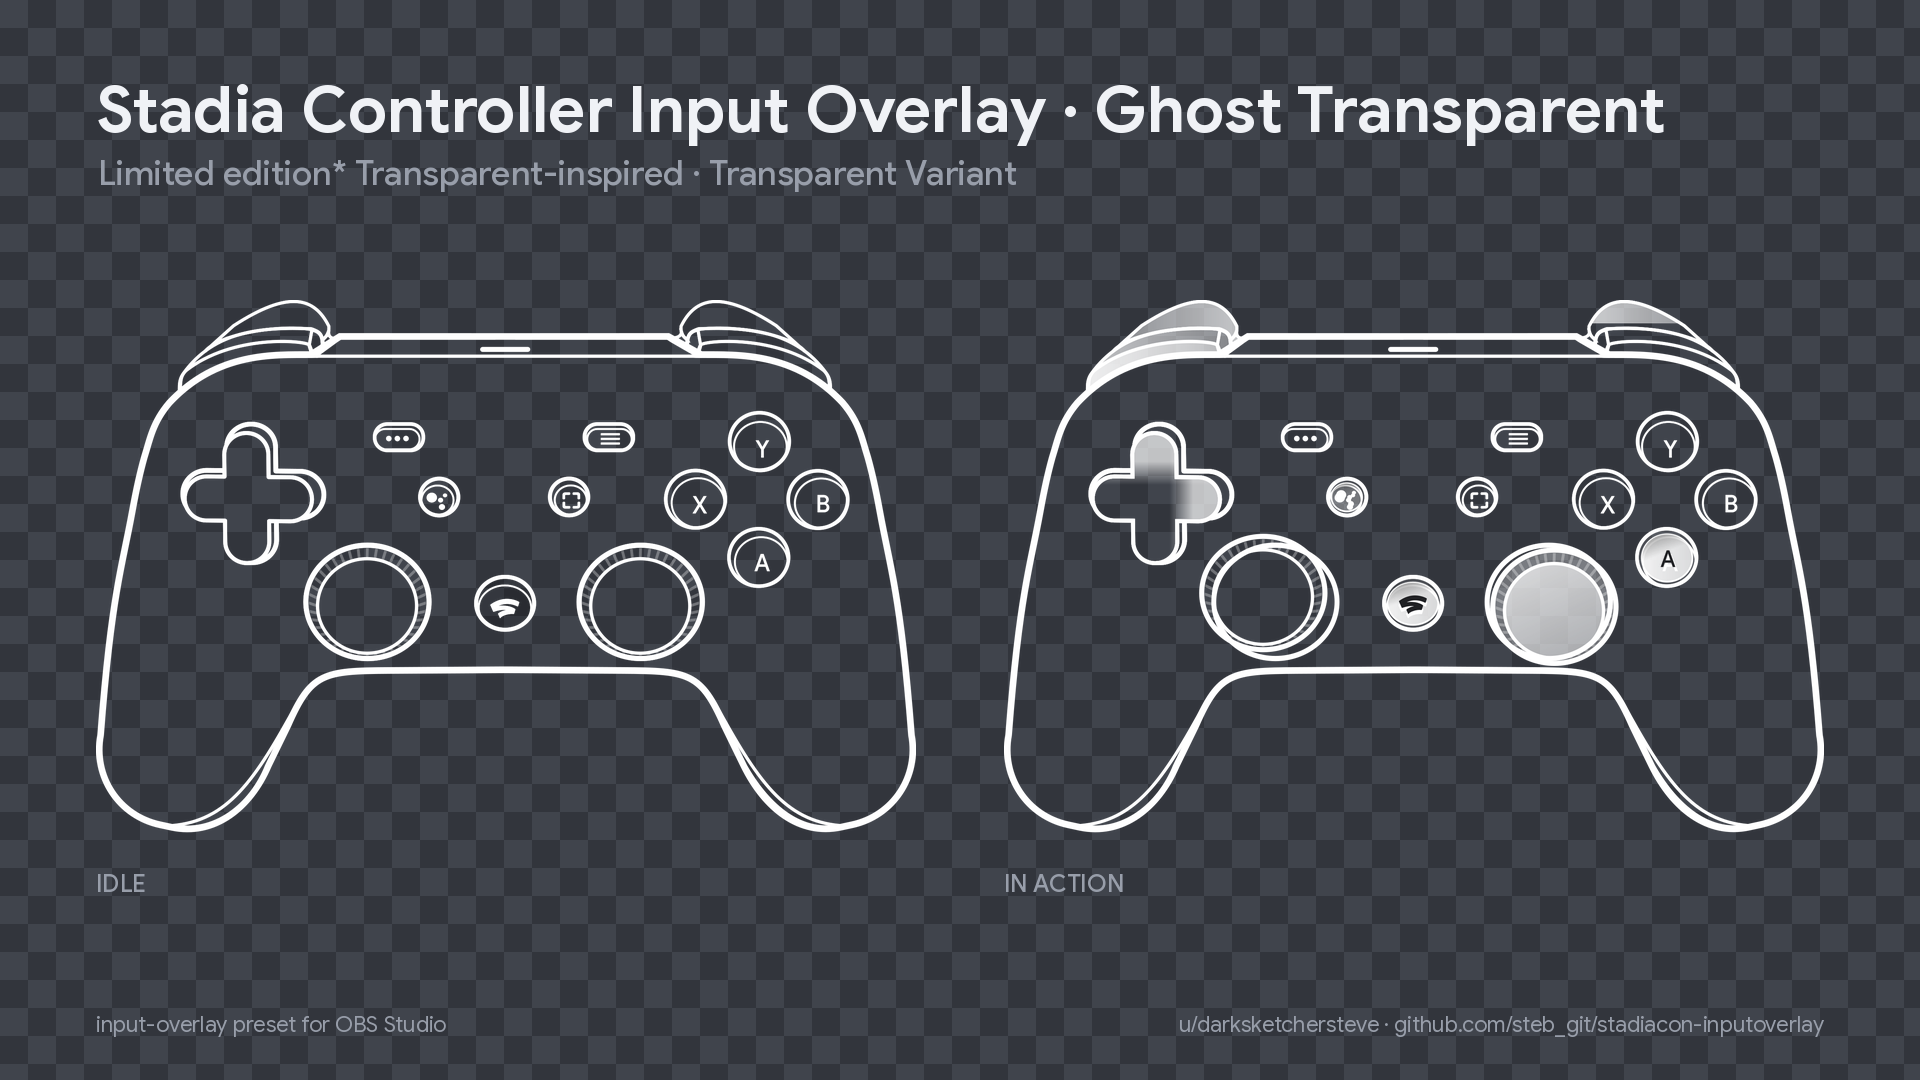 Stadia Controller Input Overlay · Ghost Transparent
Limited edition* Transparent-inspired · Transparent Variant
Y
X
B
A
Y
X
B
A
IDLE
IN ACTION
input-overlay preset for OBS Studio
u/darksketchersteve · github.com/steb_git/stadiacon-inputoverlay